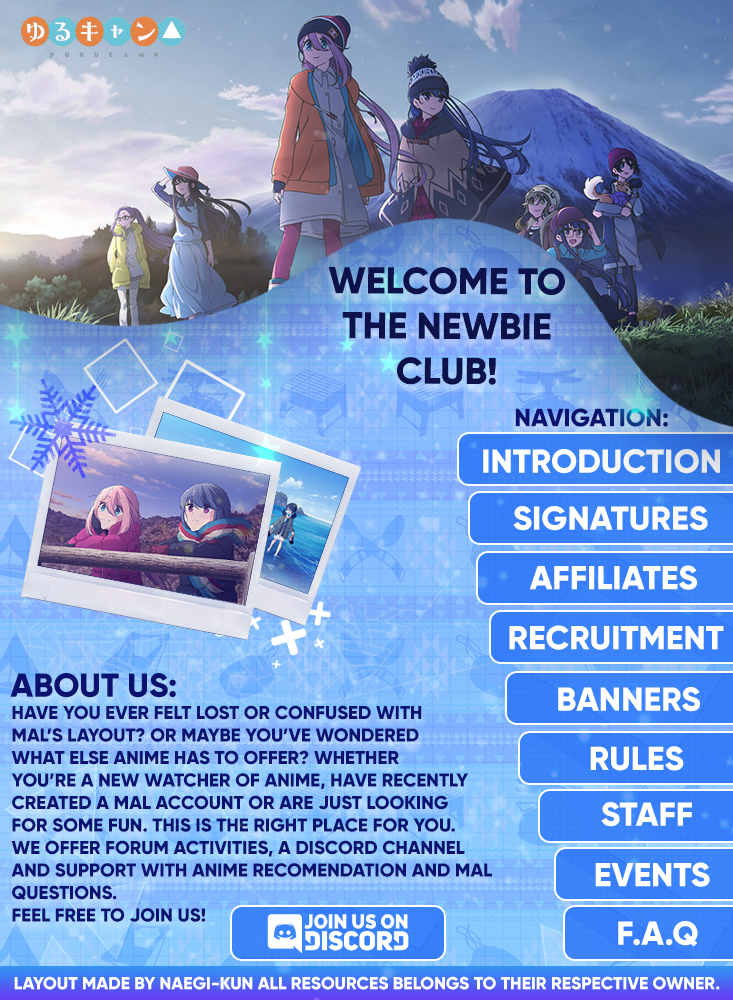 ゆるキャン△
YURUCAMP
WELCOME TO
THE NEWBIE
CLUB!
NAVIGATION:
INTRODUCTION
SIGNATURES
AFFILIATES
RECRUITMENT
BANNERS
RULES
STAFF
EVENTS
F.A.Q
ABOUT US:
HAVE YOU EVER FELT LOST OR CONFUSED WITH
MAL'S LAYOUT? OR MAYBE YOU'VE WONDERED
WHAT ELSE ANIME HAS TO OFFER? WHETHER
YOU'RE A NEW WATCHER OF ANIME, HAVE RECENTLY
CREATED A MAL ACCOUNT OR ARE JUST LOOKING
FOR SOME FUN. THIS IS THE RIGHT PLACE FOR YOU.
WE OFFER FORUM ACTIVITIES, A DISCORD CHANNEL
AND SUPPORT WITH ANIME RECOMENDATION AND MAL
QUESTIONS.
FEEL FREE TO JOIN US!
JOIN US ON
DISCORD
LAYOUT MADE BY NAEGI-KUN ALL RESOURCES BELONGS TO THEIR RESPECTIVE OWNER.